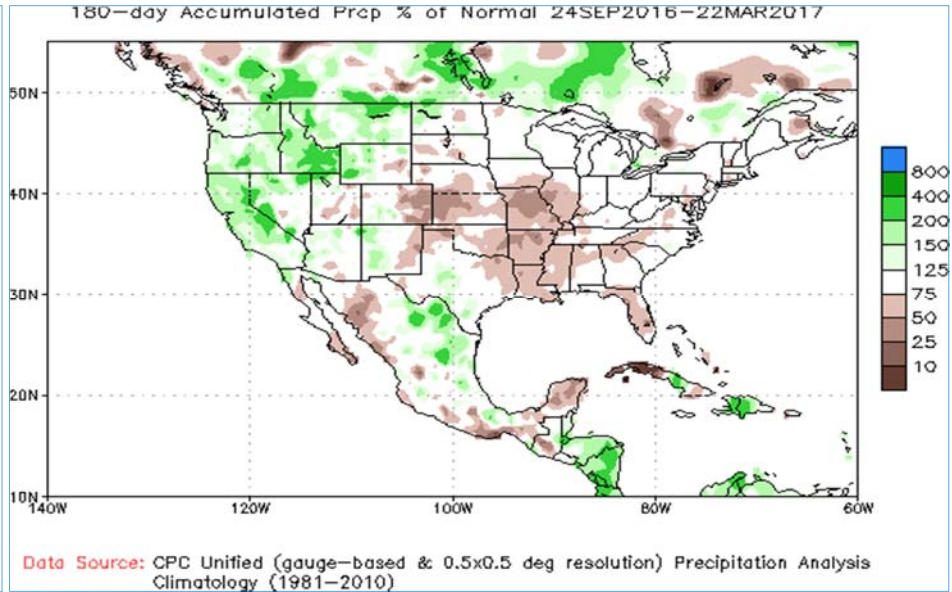 180-day Accumulated Prcp % of Normal 24SEP2016-22MAR2017
50N
40N
30N
20N
10N
140W
120W
100W
80W
60W
800
400
200
150
125
75
50
25
10
Data Source: CPC Unified (gauge-based & 0.5x0.5 deg resolution) Precipitation Analysis
Climatology (1981-2010)